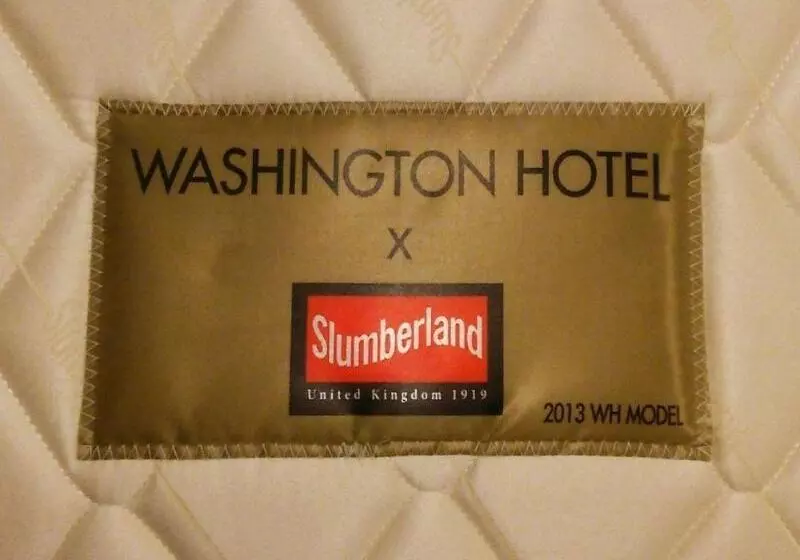 WASHINGTON HOTEL
X
Slumberland
United Kingdom 1919
2013 WH MODEL